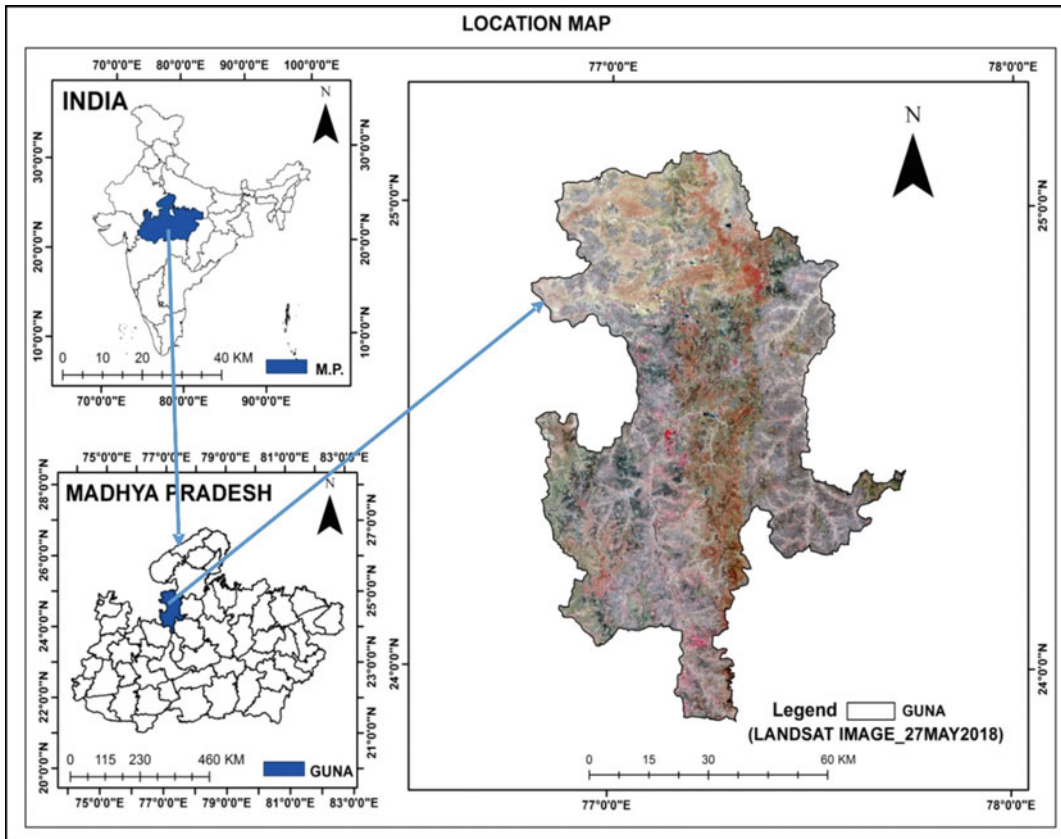 LOCATION MAP
70°0'0"E 80°0'0"E 90°0'0"E 100°0'0"E
INDIA
N
30°0'0"N
20°0'0"N
10°0'0"N
30°0'0"N
20°0'0"N
10°0'0"N
0 10 20 40 KM
M.P.
70°0'0"E 80°0'0"E 90°0'0"E
75°0'0"E 77°0'0"E 79°0'0"E 81°0'0"E 83°0'0"E
MADHYA PRADESH
N
28°0'0"N
26°0'0"N
24°0'0"N
22°0'0"N
20°0'0"N
27°0'0"N
25°0'0"N
23°0'0"N
21°0'0"N
0 115 230 460 KM
GUNA
75°0'0"E 77°0'0"E 79°0'0"E 81°0'0"E 83°0'0"E
77°0'0"E 78°0'0"E
N
25°0'0"N
24°0'0"N
25°0'0"N
24°0'0"N
Legend GUNA
(LANDSAT IMAGE_27MAY2018)
0 15 30 60 KM
77°0'0"E 78°0'0"E